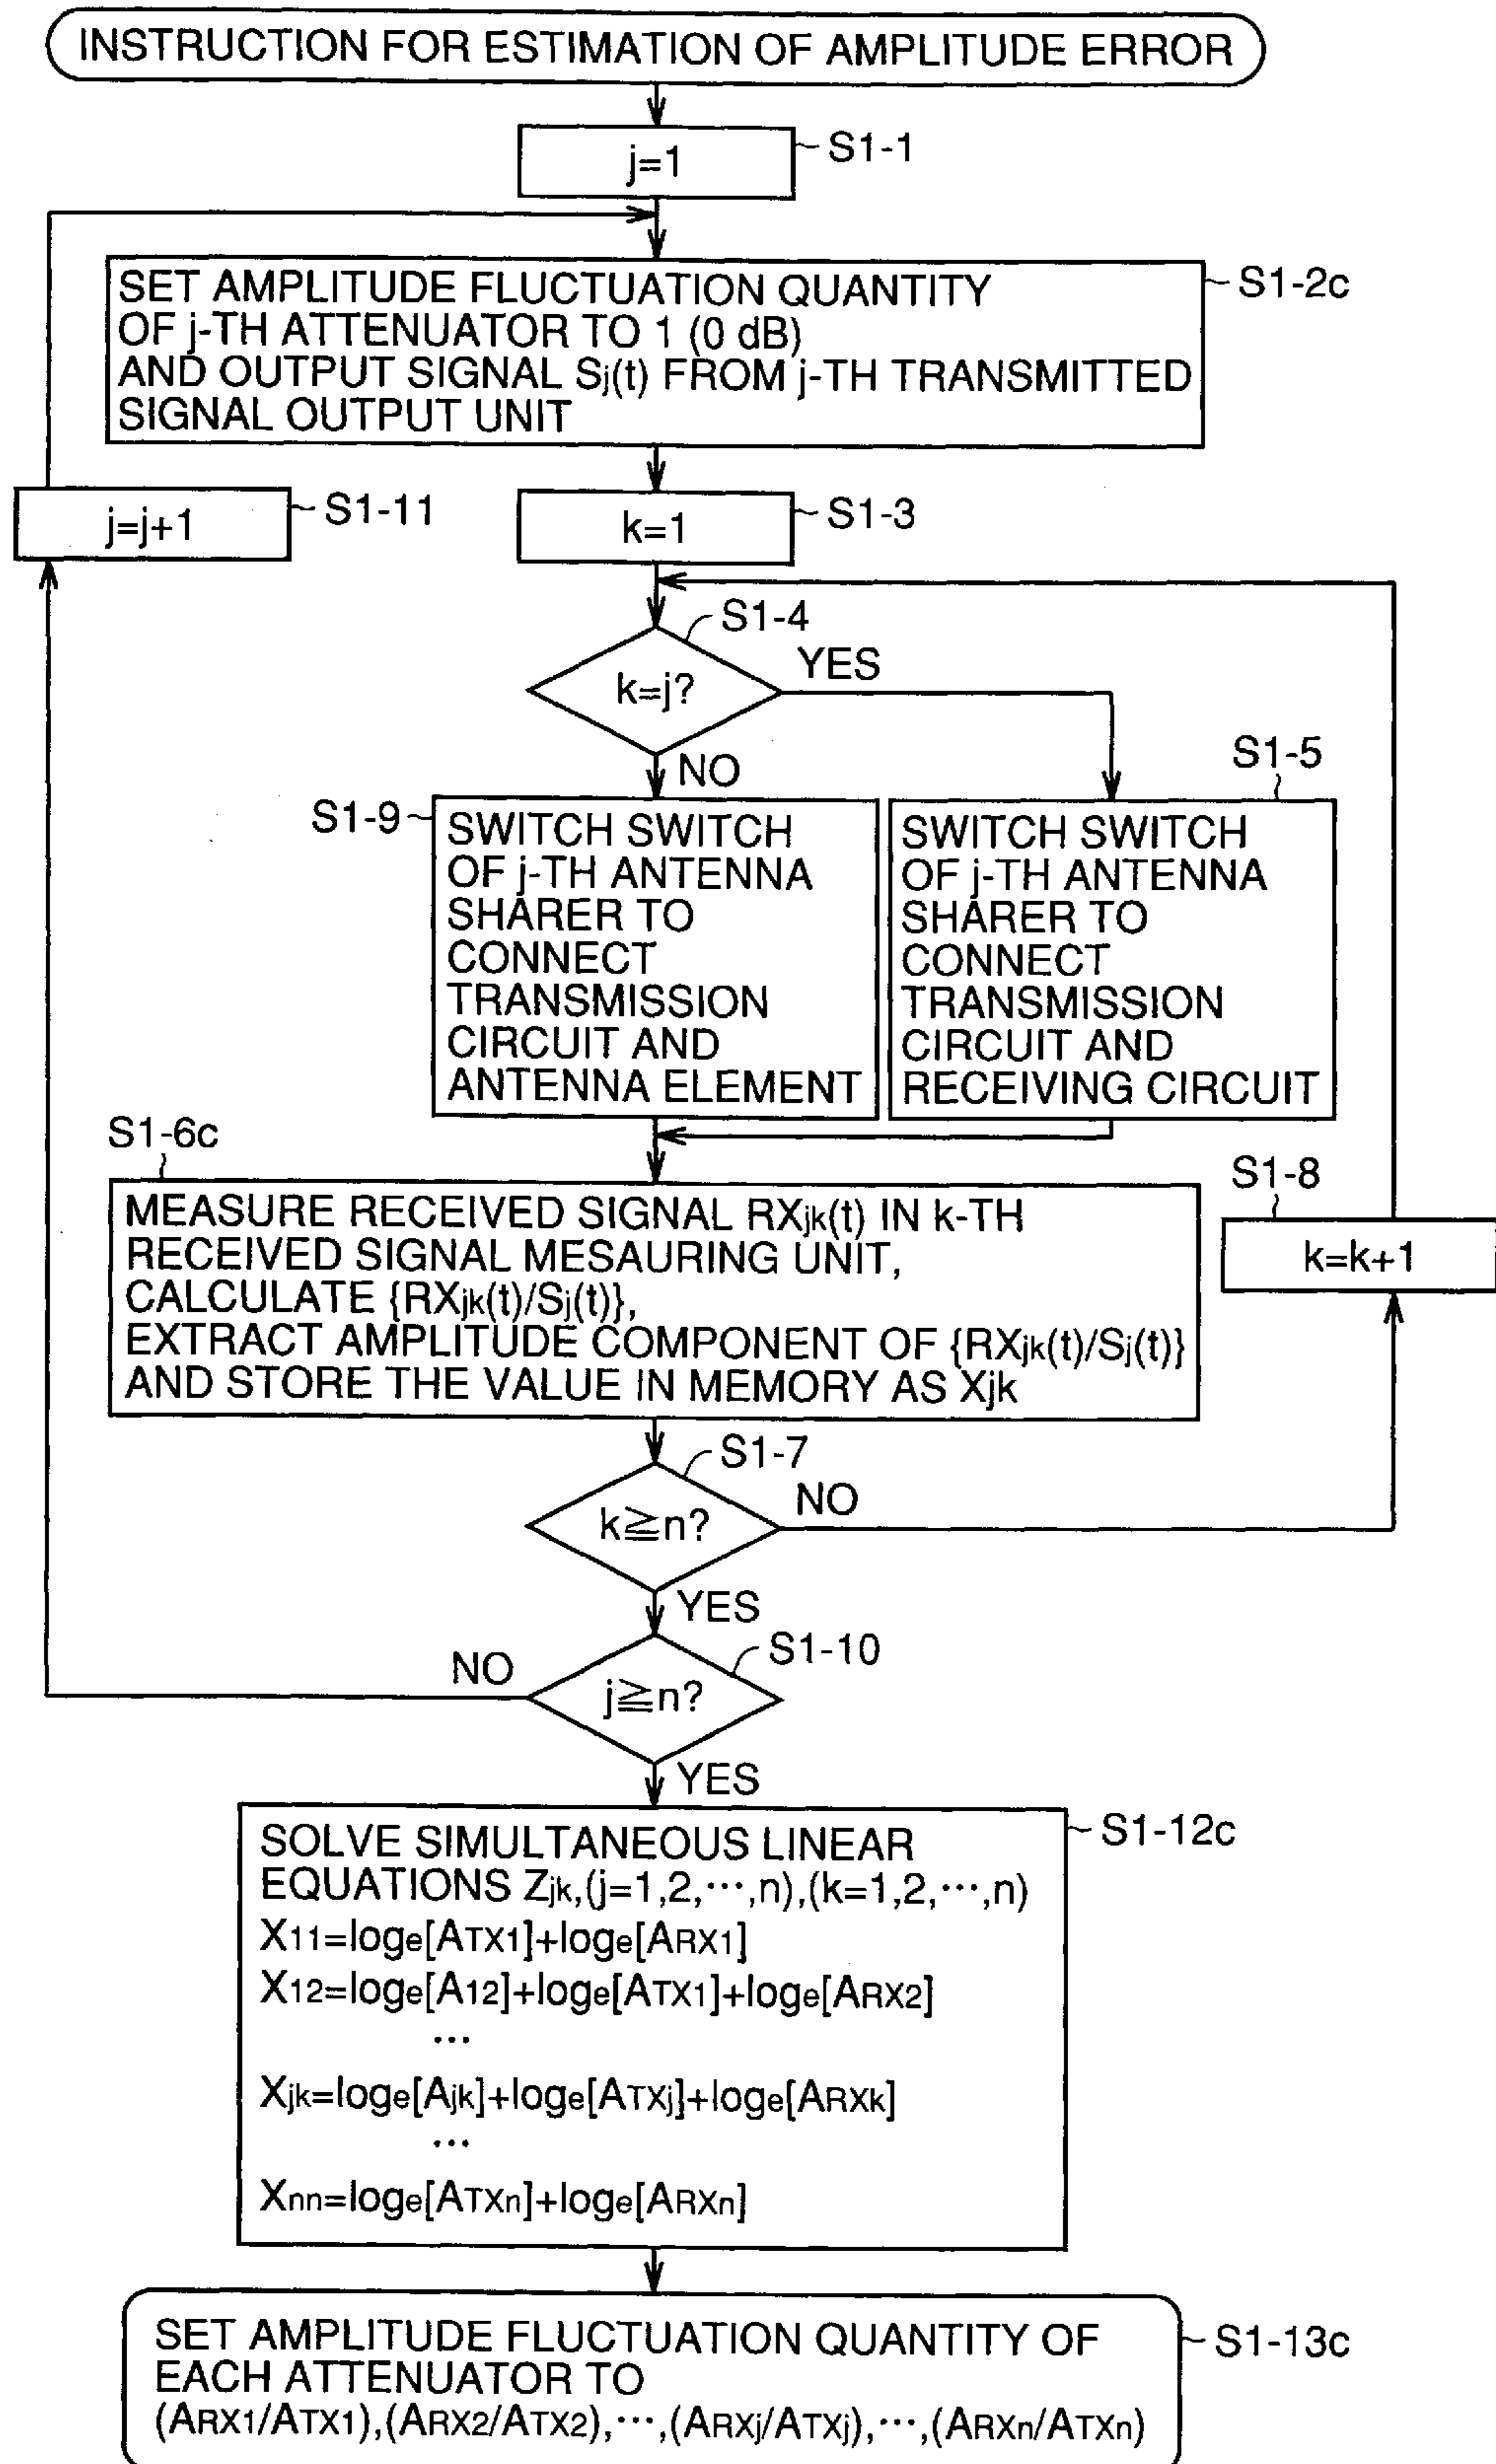 INSTRUCTION FOR ESTIMATION OF AMPLITUDE ERROR
j=1
S1-1
SET AMPLITUDE FLUCTUATION QUANTITY
OF j-TH ATTENUATOR TO 1 (0 dB)
AND OUTPUT SIGNAL Sj(t) FROM j-TH TRANSMITTED
SIGNAL OUTPUT UNIT
S1-2c
j=j+1
S1-11
k=1
S1-3
S1-4
k=j?
YES
NO
S1-9
SWITCH SWITCH
OF j-TH ANTENNA
SHARER TO
CONNECT
TRANSMISSION
CIRCUIT AND
ANTENNA ELEMENT
S1-5
SWITCH SWITCH
OF j-TH ANTENNA
SHARER TO
CONNECT
TRANSMISSION
CIRCUIT AND
RECEIVING CIRCUIT
S1-6c
MEASURE RECEIVED SIGNAL RXjk(t) IN k-TH
RECEIVED SIGNAL MESAURING UNIT,
CALCULATE {RXjk(t)/Sj(t)},
EXTRACT AMPLITUDE COMPONENT OF {RXjk(t)/Sj(t)}
AND STORE THE VALUE IN MEMORY AS Xjk
S1-8
k=k+1
S1-7
k≧n?
NO
YES
S1-10
j≧n?
NO
YES
SOLVE SIMULTANEOUS LINEAR
EQUATIONS Zjk,(j=1,2,⋯,n),(k=1,2,⋯,n)
X11=loge[ATX1]+loge[ARX1]
X12=loge[A12]+loge[ATX1]+loge[ARX2]
⋯
Xjk=loge[Ajk]+loge[ATXj]+loge[ARXk]
⋯
Xnn=loge[ATXn]+loge[ARXn]
S1-12c
SET AMPLITUDE FLUCTUATION QUANTITY OF
EACH ATTENUATOR TO
(ARX1/ATX1),(ARX2/ATX2),⋯,(ARXj/ATXj),⋯,(ARXn/ATXn)
S1-13c